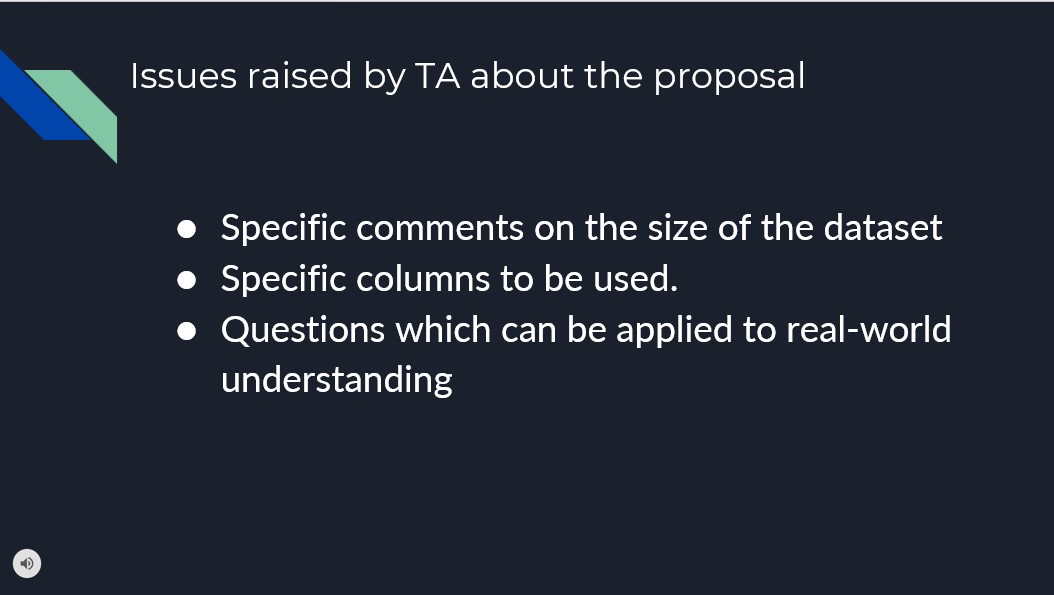 Issues raised by TA about the proposal
● Specific comments on the size of the dataset
● Specific columns to be used.
● Questions which can be applied to real-world
understanding